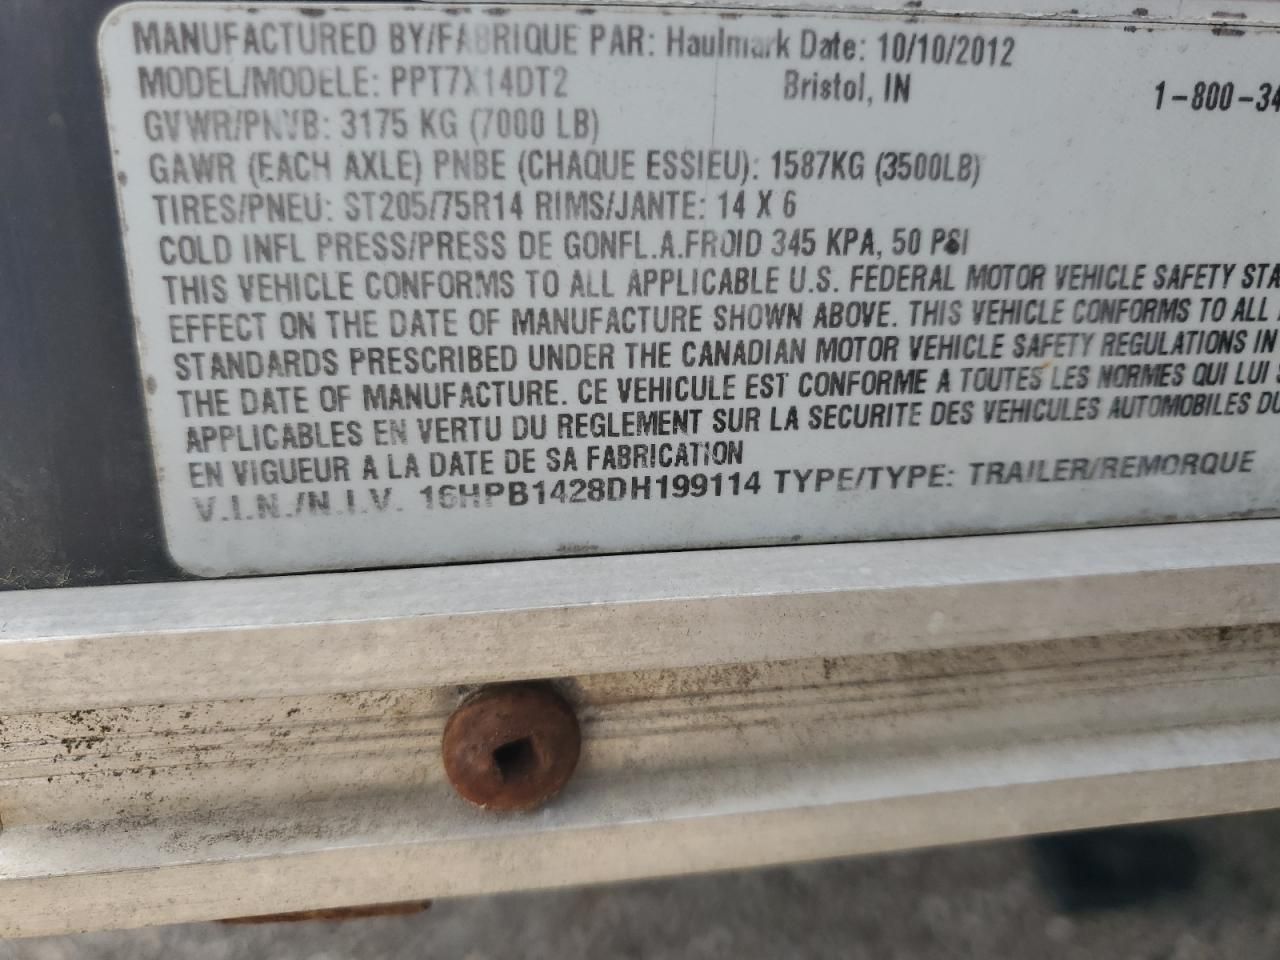 MANUFACTURED BY/FABRIQUE PAR: Haulmark Date: 10/10/2012
MODEL/MODELE: PPT7X14DT2 Bristol, IN 1-800-34
GVWR/PNVB: 3175 KG (7000 LB)
GAWR (EACH AXLE) PNBE (CHAQUE ESSIEU): 1587KG (3500LB)
TIRES/PNEU: ST205/75R14 RIMS/JANTE: 14 X 6
COLD INFL PRESS/PRESS DE GONFL.A.FROID 345 KPA, 50 PSI
THIS VEHICLE CONFORMS TO ALL APPLICABLE U.S. FEDERAL MOTOR VEHICLE SAFETY STA
EFFECT ON THE DATE OF MANUFACTURE SHOWN ABOVE. THIS VEHICLE CONFORMS TO ALL
STANDARDS PRESCRIBED UNDER THE CANADIAN MOTOR VEHICLE SAFETY REGULATIONS IN
THE DATE OF MANUFACTURE. CE VEHICULE EST CONFORME A TOUTES LES NORMES QUI LUI
APPLICABLES EN VERTU DU REGLEMENT SUR LA SECURITE DES VEHICULES AUTOMOBILES DU
EN VIGUEUR A LA DATE DE SA FABRICATION
V.I.N./N.I.V. 16HPB1428DH199114 TYPE/TYPE: TRAILER/REMORQUE